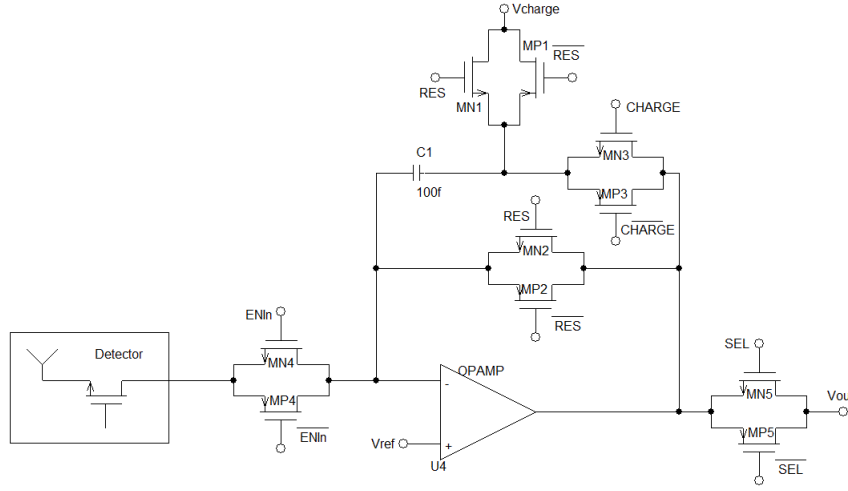 Vcharge
MP1
RES
RES
MN1
CHARGE
C1
MN3
100f
MP3
RES
CHARGE
MN2
MP2
ENIn
RES
Detector
MN4
OPAMP
SEL
MP4
-
MN5
Vou
ENIn
Vref
+
MP5
U4
SEL